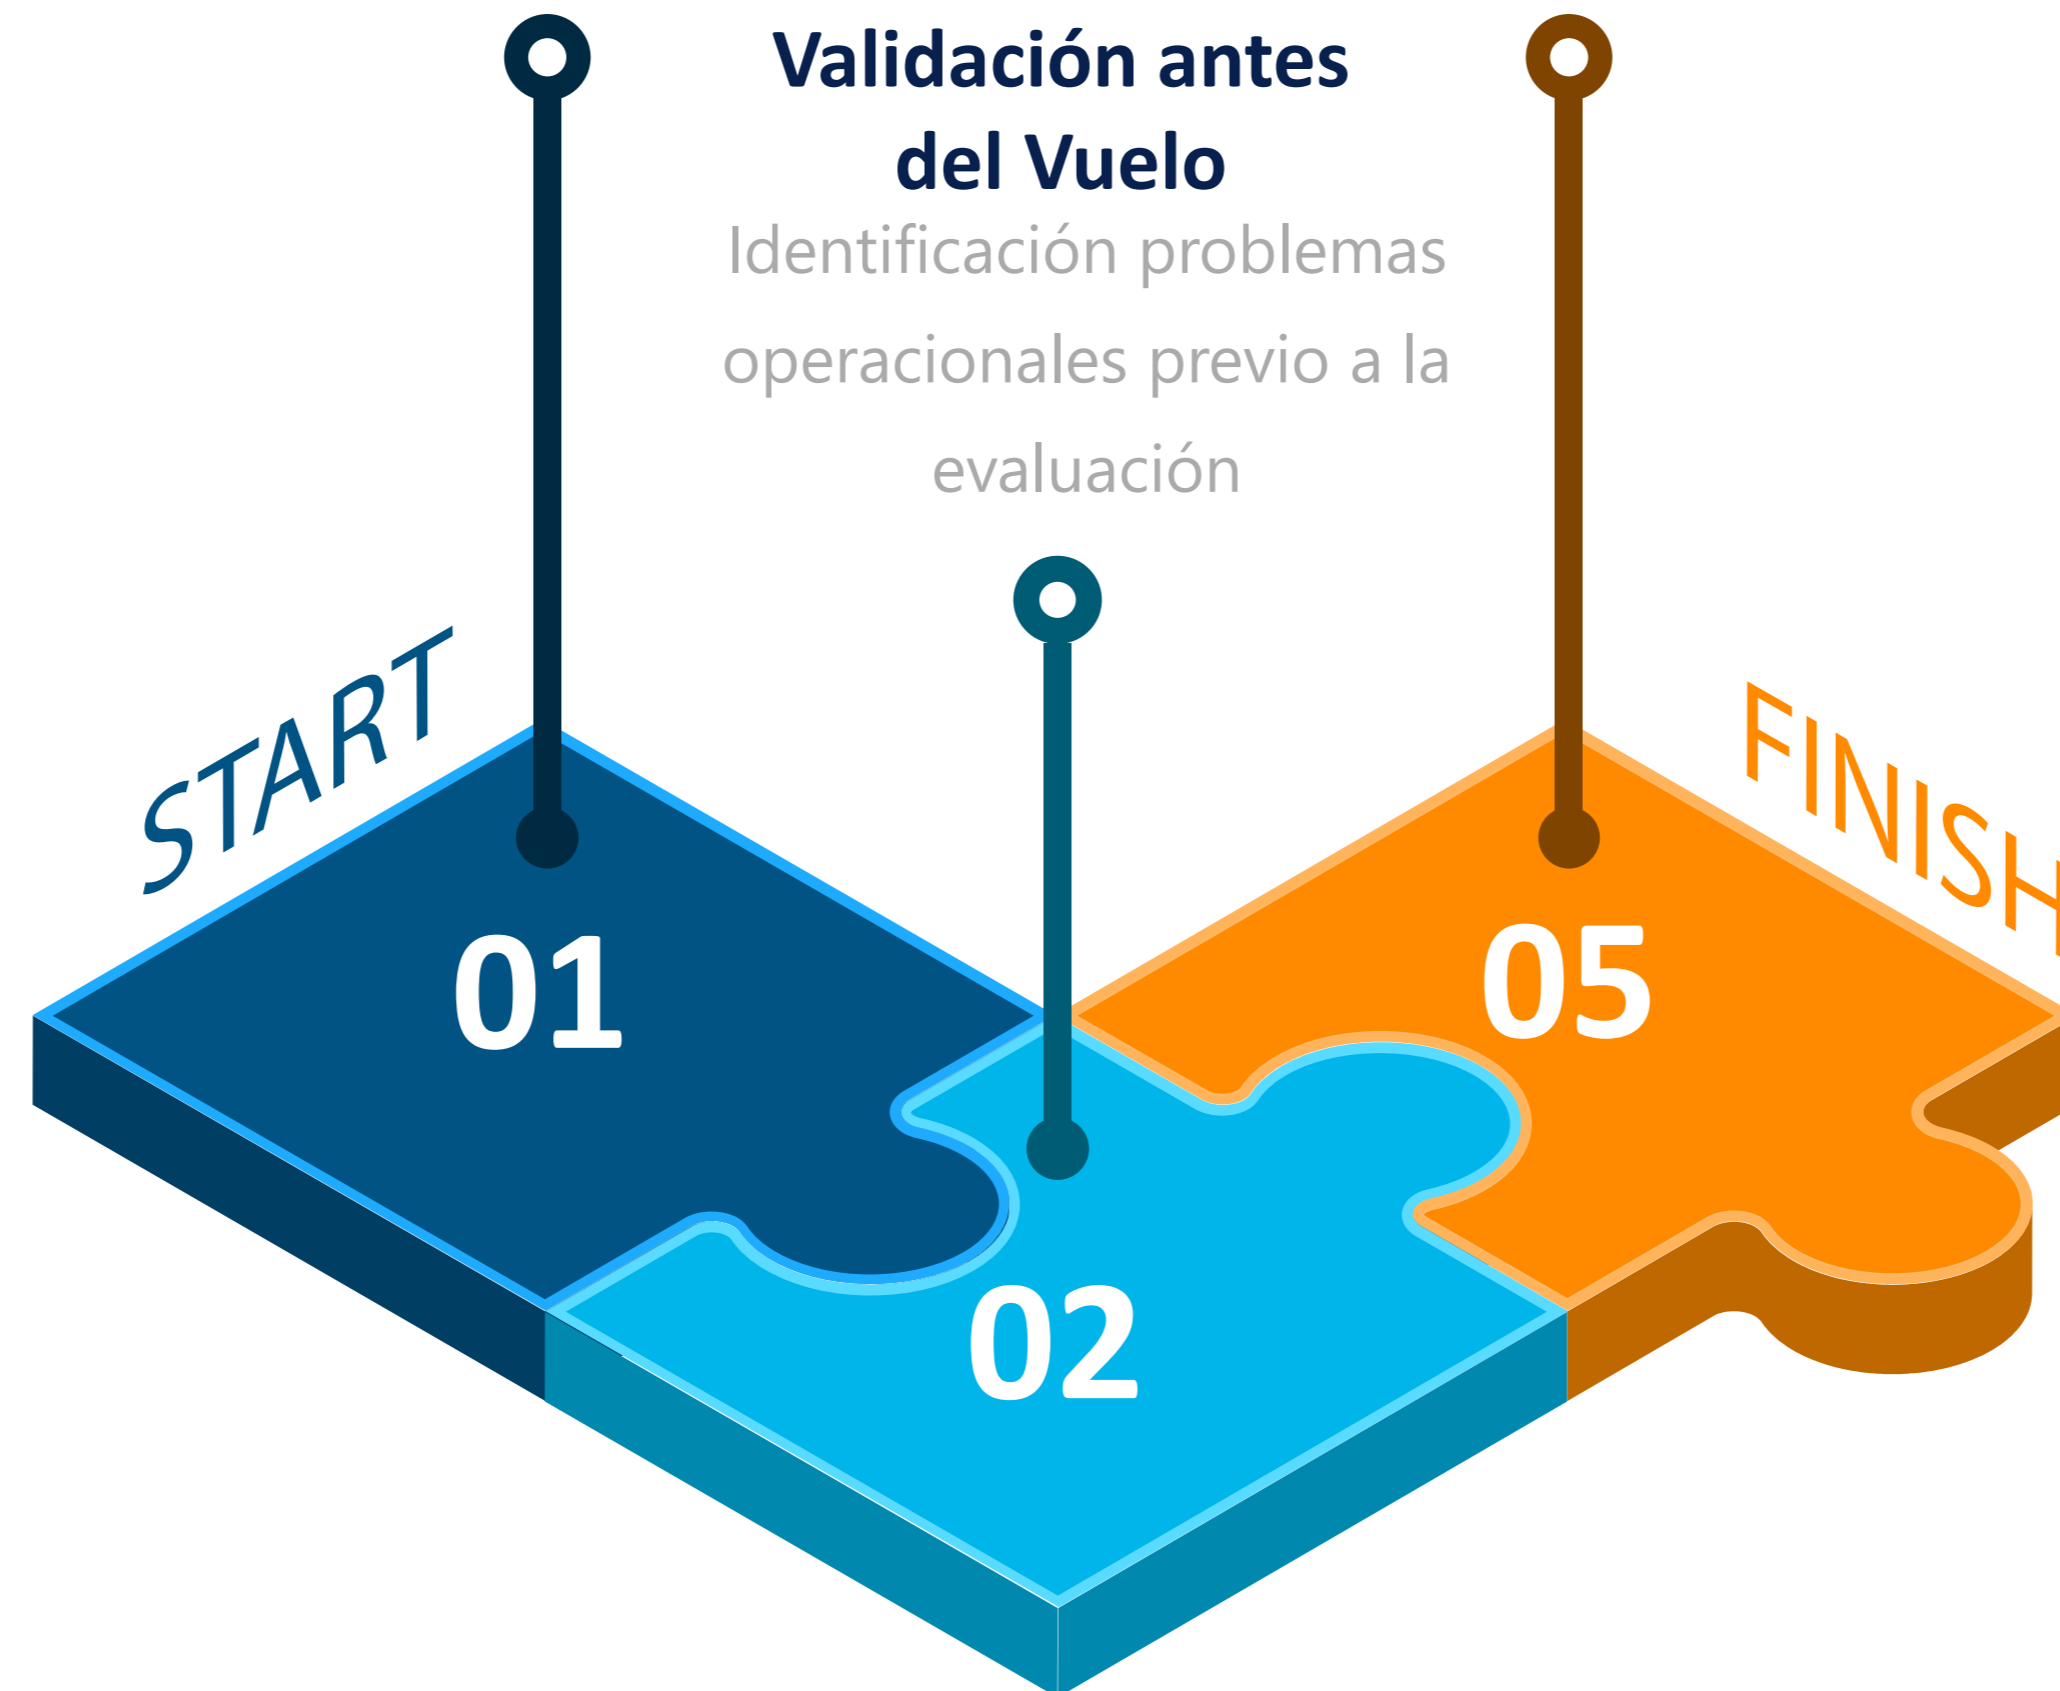 Validación antes
del Vuelo
Identificación problemas
operacionales previo a la
evaluación
START
FINISH
01
05
02